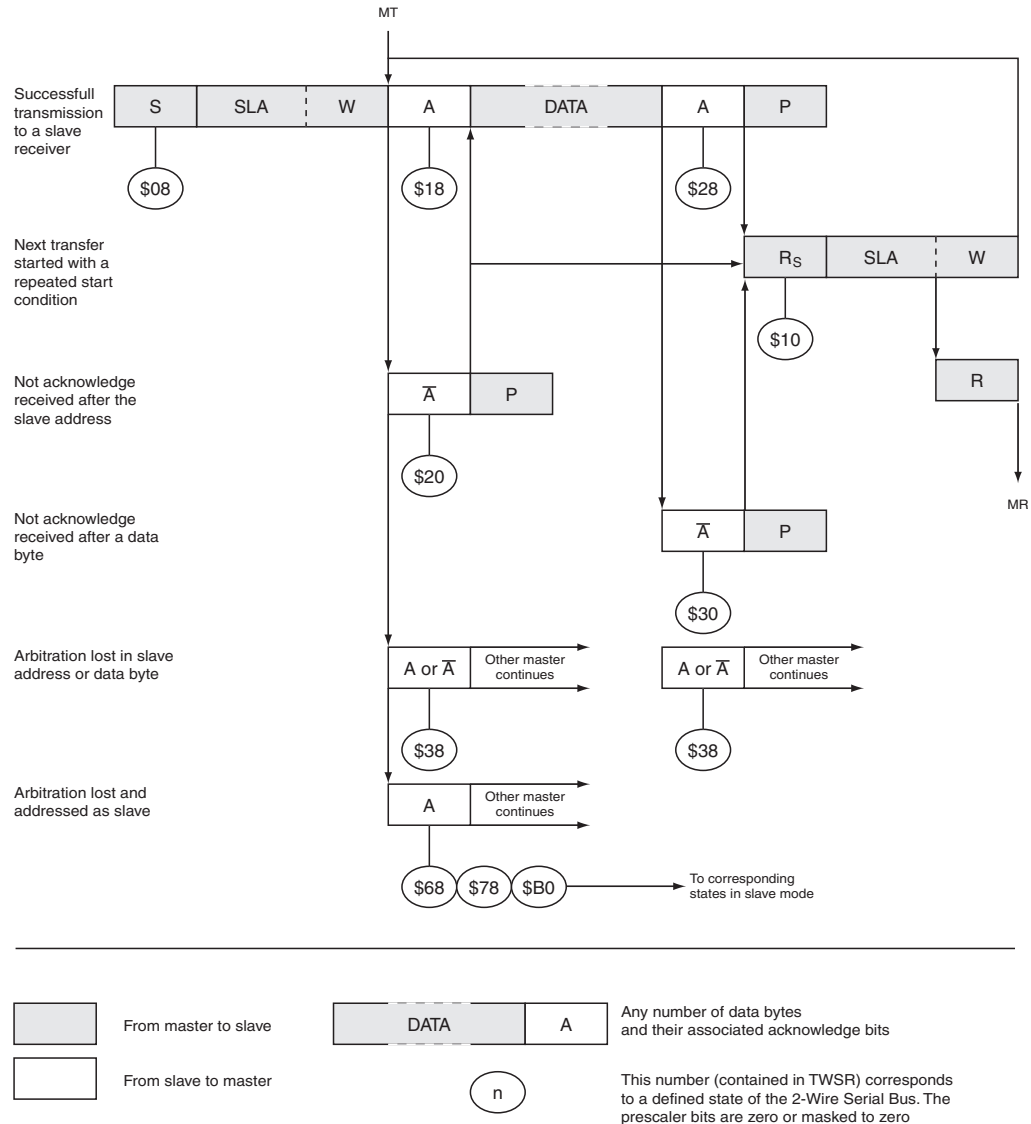 MT
Successfull
transmission
to a slave
receiver
S SLA W A DATA A P
$08 $18 $28
Next transfer
started with a
repeated start
condition
RS SLA W
$10
Not acknowledge
received after the
slave address
A̅ P
R
$20
MR
Not acknowledge
received after a data
byte
A̅ P
$30
Arbitration lost in slave
address or data byte
A or A̅ Other master
continues
A or A̅ Other master
continues
$38 $38
Arbitration lost and
addressed as slave
A Other master
continues
$68 $78 $B0 To corresponding
states in slave mode
From master to slave
DATA A
Any number of data bytes
and their associated acknowledge bits
From slave to master
n
This number (contained in TWSR) corresponds
to a defined state of the 2-Wire Serial Bus. The
prescaler bits are zero or masked to zero